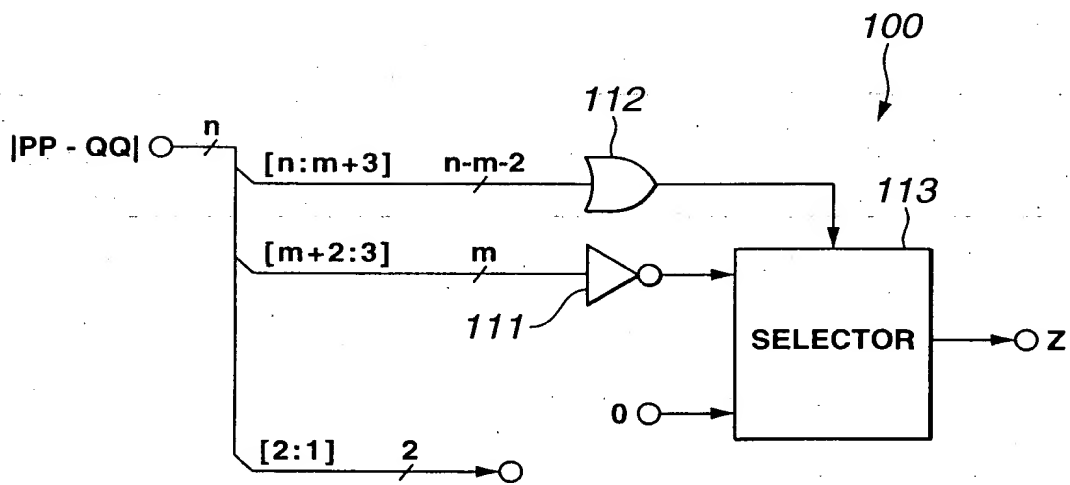 100
112
|PP - QQ|
n
[n:m+3]
n-m-2
113
[m+2:3]
m
111
SELECTOR
Z
0
[2:1]
2